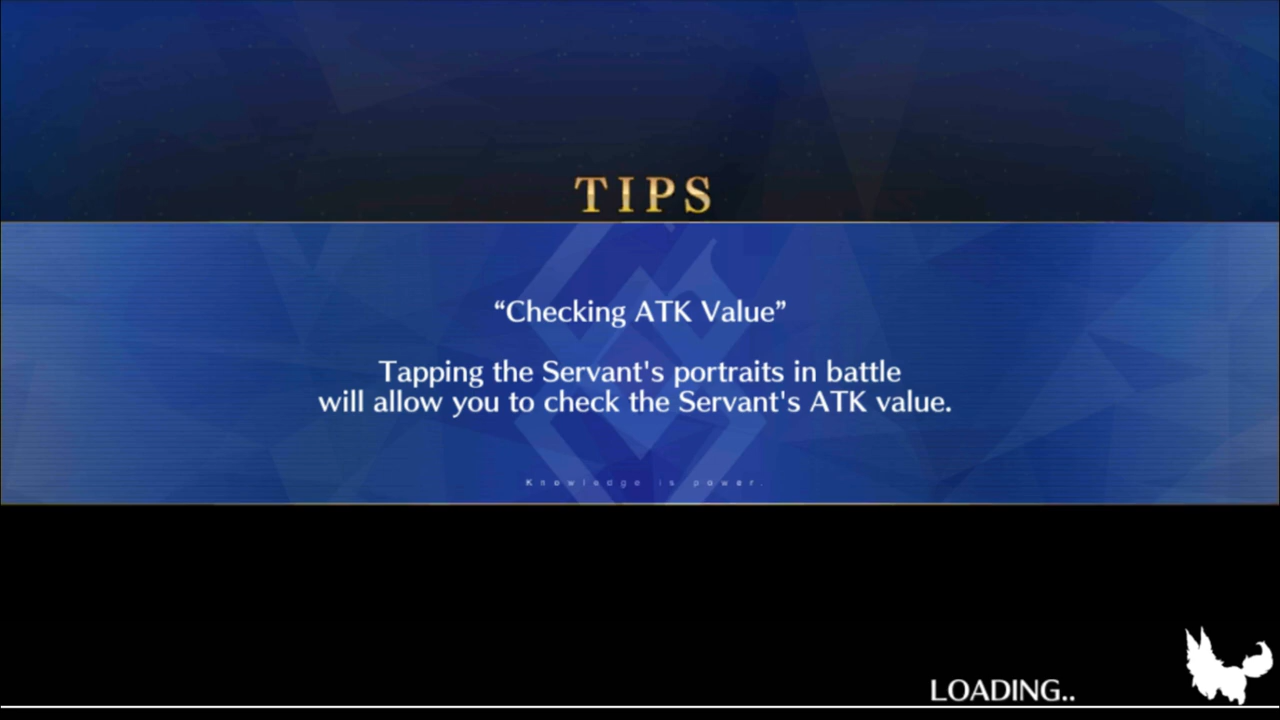 TIPS
“Checking ATK Value”
Tapping the Servant's portraits in battle
will allow you to check the Servant's ATK value.
Knowledge is power.
LOADING..